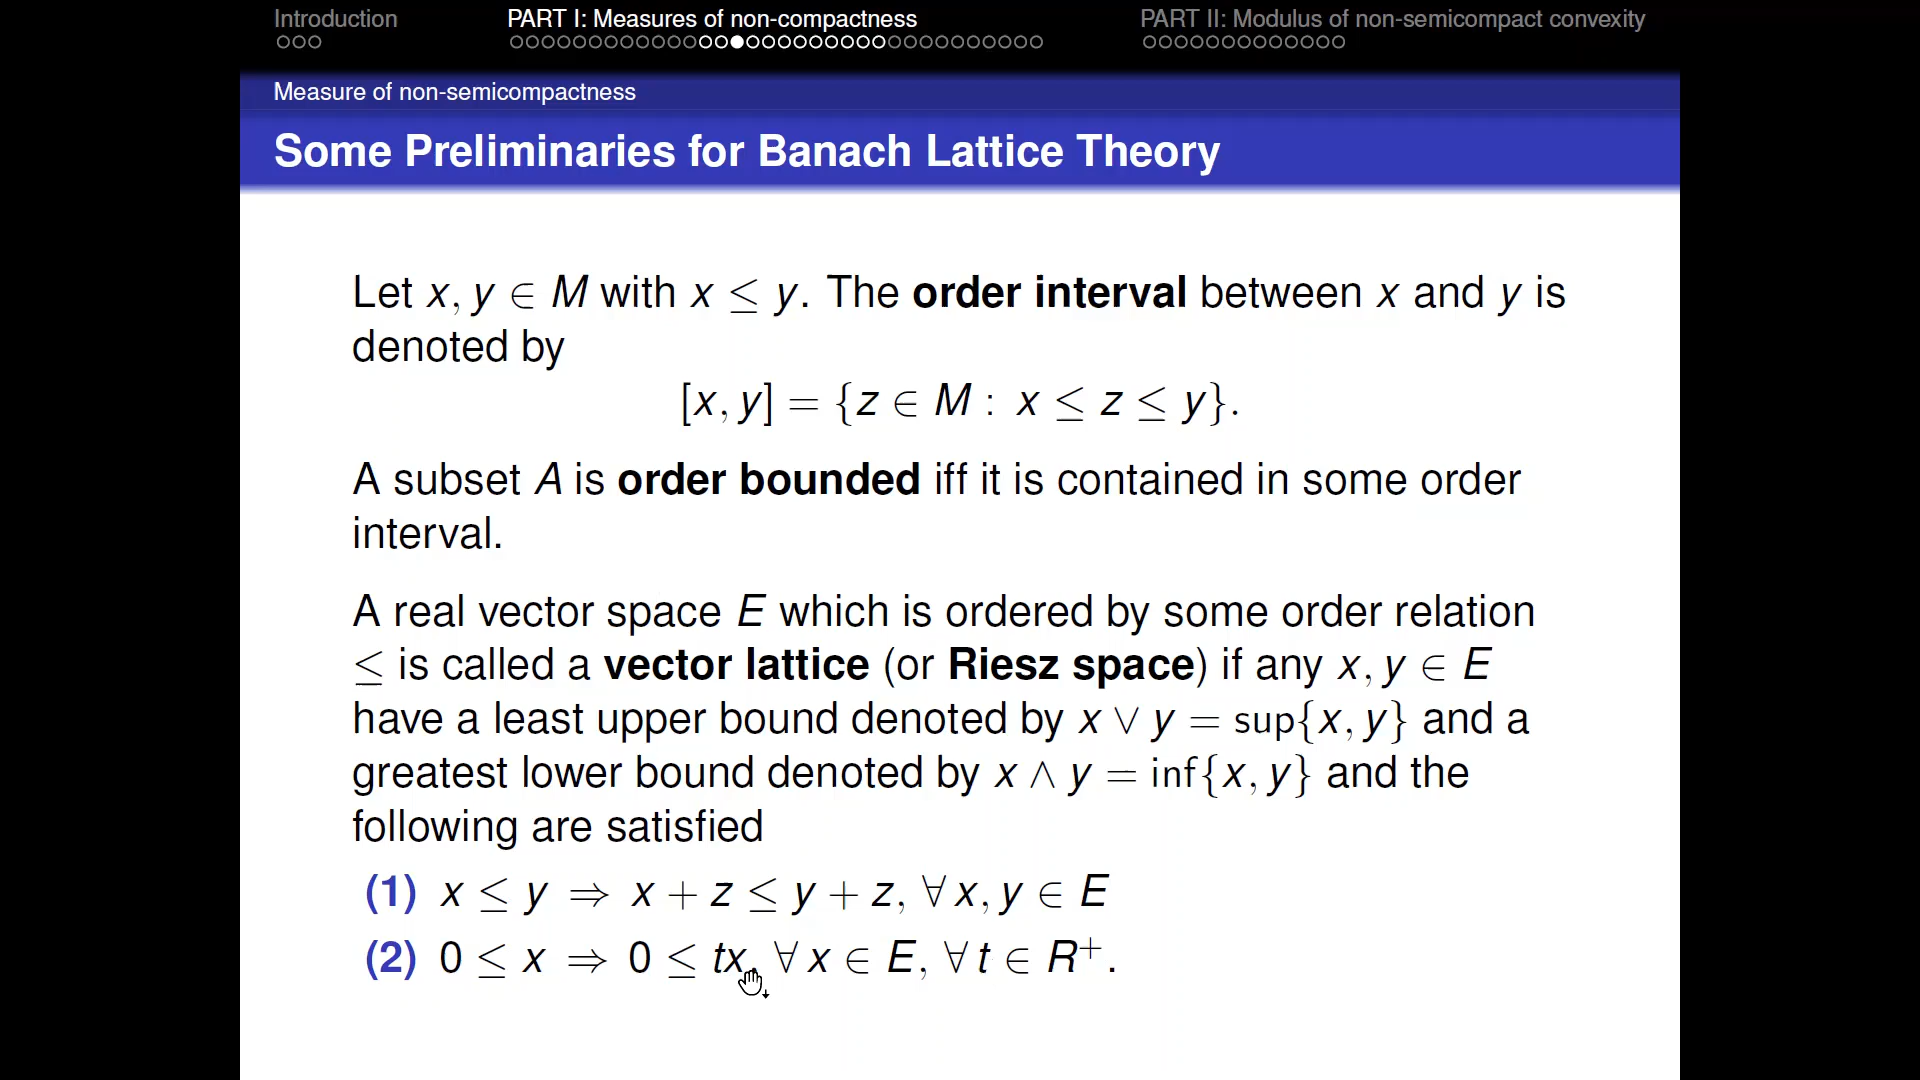 Introduction PART I: Measures of non-compactness PART II: Modulus of non-semicompact convexity
Measure of non-semicompactness
Some Preliminaries for Banach Lattice Theory
Let x, y ∈ M with x ≤ y. The order interval between x and y is
denoted by
[x, y] = {z ∈ M : x ≤ z ≤ y}.
A subset A is order bounded iff it is contained in some order
interval.
A real vector space E which is ordered by some order relation
≤ is called a vector lattice (or Riesz space) if any x, y ∈ E
have a least upper bound denoted by x ∨ y = sup{x, y} and a
greatest lower bound denoted by x ∧ y = inf{x, y} and the
following are satisfied
(1) x ≤ y ⇒ x + z ≤ y + z, ∀ x, y ∈ E
(2) 0 ≤ x ⇒ 0 ≤ tx, ∀ x ∈ E, ∀ t ∈ R⁺.